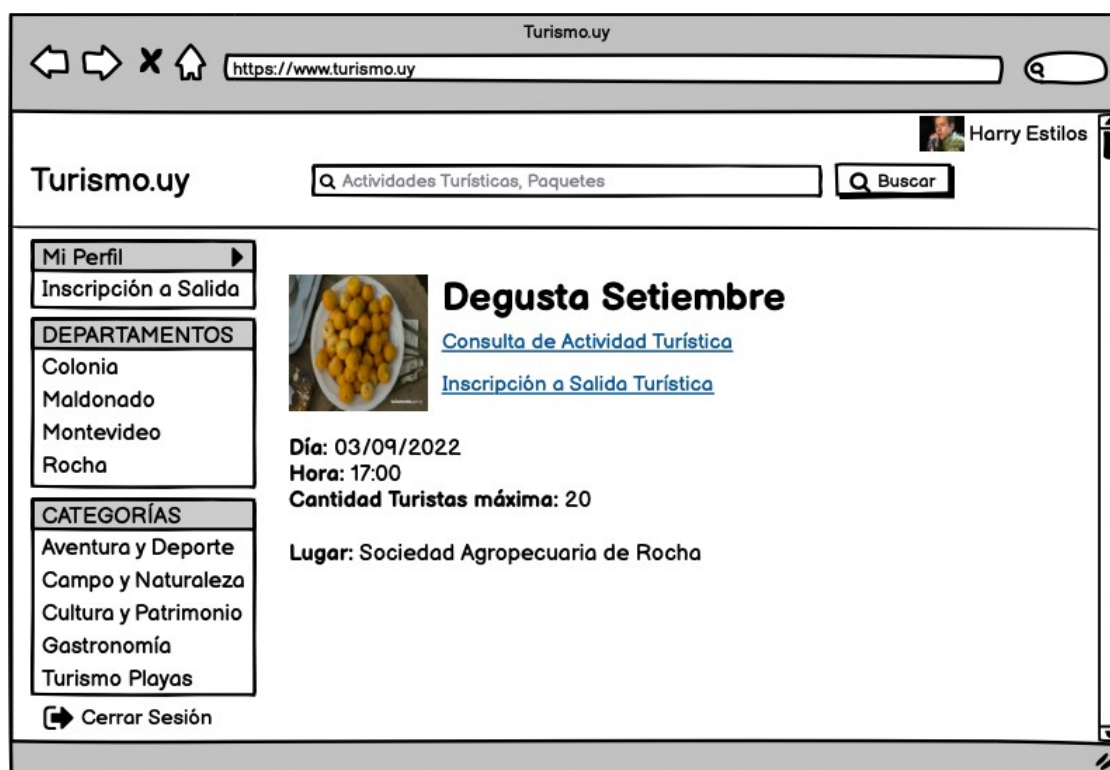 Turismo.uy
https://www.turismo.uy
Harry Estilos
Turismo.uy
Actividades Turísticas, Paquetes
Buscar
Mi Perfil
Inscripción a Salida
DEPARTAMENTOS
Colonia
Maldonado
Montevideo
Rocha
CATEGORÍAS
Aventura y Deporte
Campo y Naturaleza
Cultura y Patrimonio
Gastronomía
Turismo Playas
Cerrar Sesión
Degusta Setiembre
Consulta de Actividad Turística
Inscripción a Salida Turística
Día: 03/09/2022
Hora: 17:00
Cantidad Turistas máxima: 20
Lugar: Sociedad Agropecuaria de Rocha